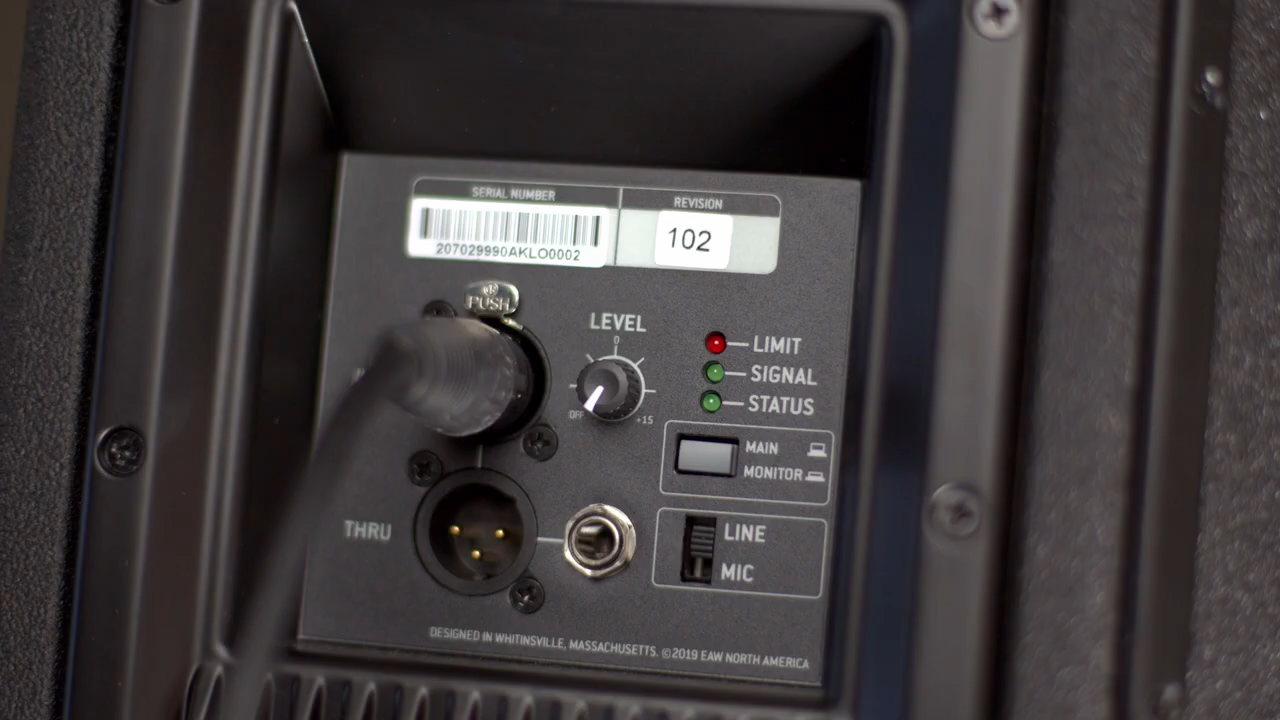 SERIAL NUMBER
REVISION
207029990AKLO0002
102
PUSH
LEVEL
0
OFF
+15
LIMIT
SIGNAL
STATUS
MAIN
MONITOR
THRU
LINE
MIC
DESIGNED IN WHITINSVILLE, MASSACHUSETTS. ©2019 EAW NORTH AMERICA